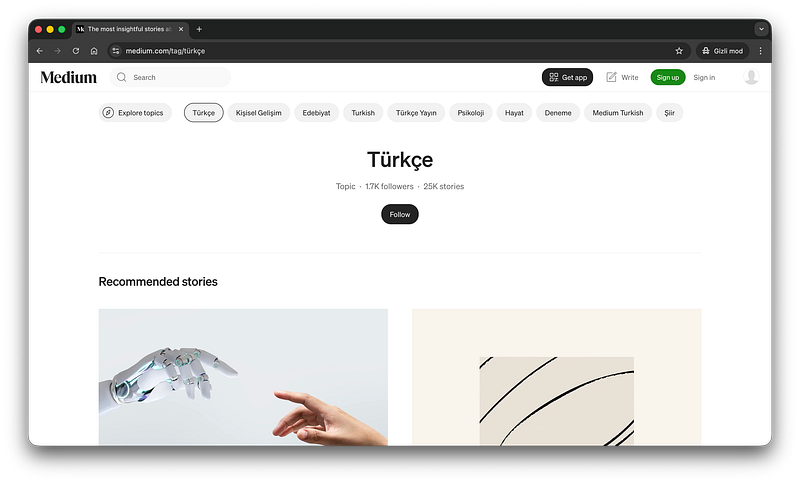 The most insightful stories ab
medium.com/tag/türkçe
Gizli mod
Medium
Search
Get app
Write
Sign up
Sign in
Explore topics
Türkçe
Kişisel Gelişim
Edebiyat
Turkish
Türkçe Yayın
Psikoloji
Hayat
Deneme
Medium Turkish
Şiir
Türkçe
Topic · 1.7K followers · 25K stories
Follow
Recommended stories